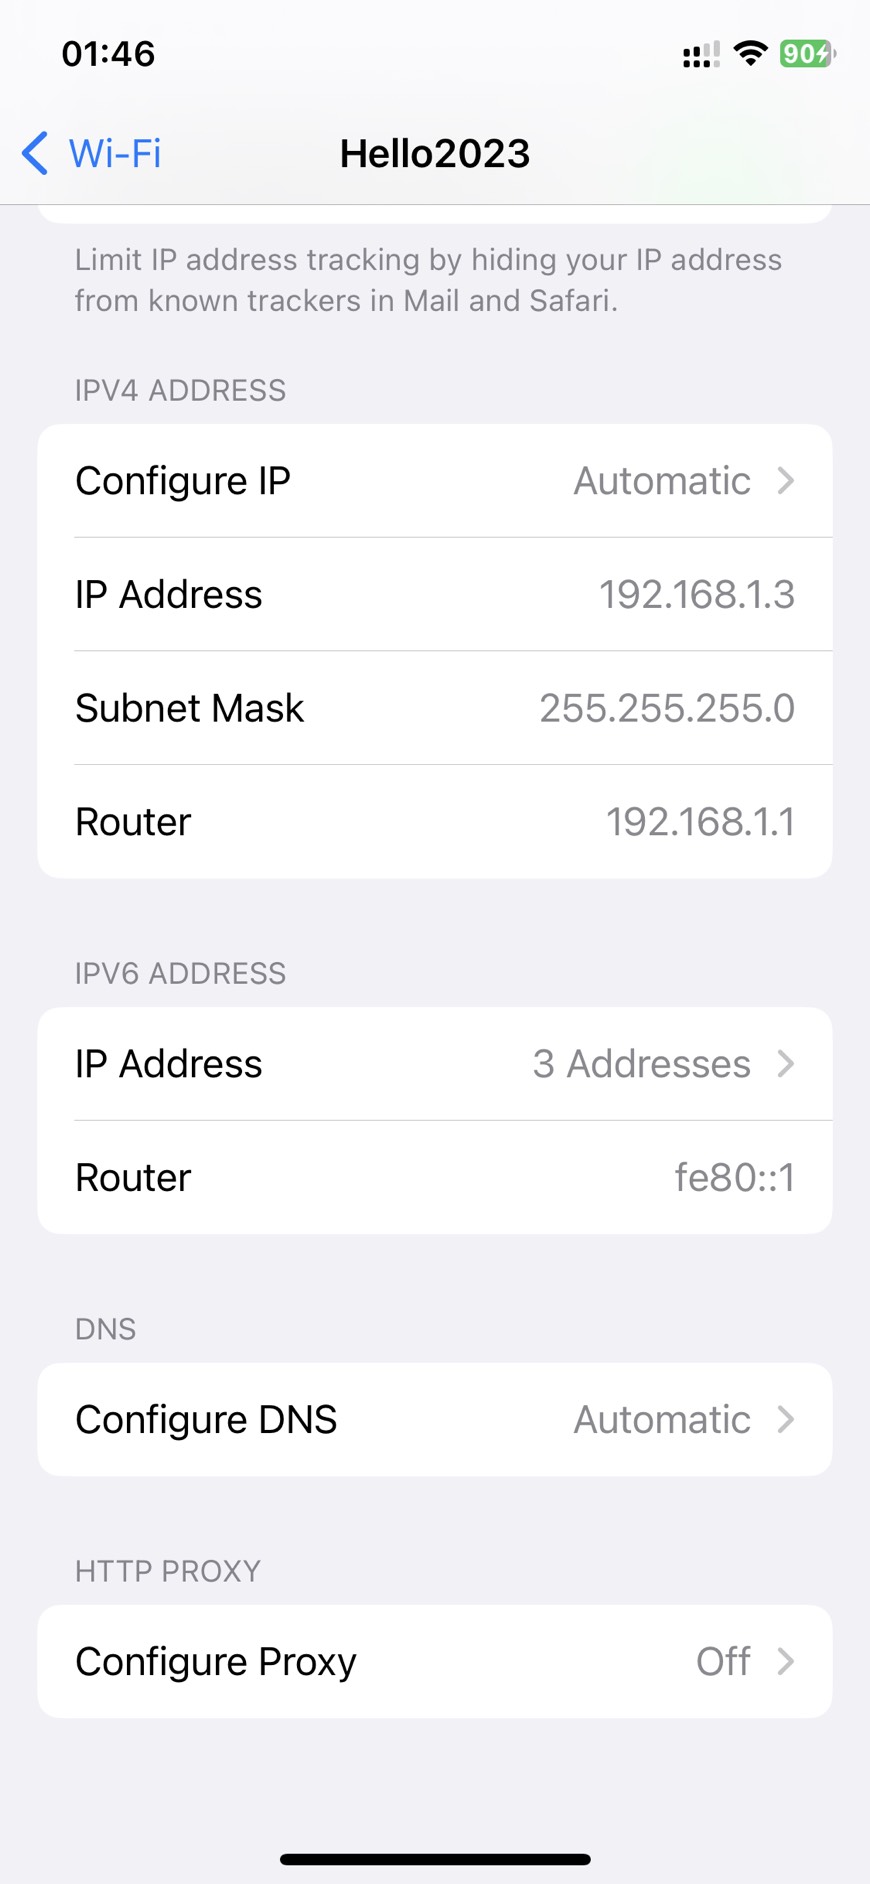 01:46
90
Wi-Fi
Hello2023
Limit IP address tracking by hiding your IP address
from known trackers in Mail and Safari.
IPV4 ADDRESS
Configure IP Automatic
IP Address 192.168.1.3
Subnet Mask 255.255.255.0
Router 192.168.1.1
IPV6 ADDRESS
IP Address 3 Addresses
Router fe80::1
DNS
Configure DNS Automatic
HTTP PROXY
Configure Proxy Off